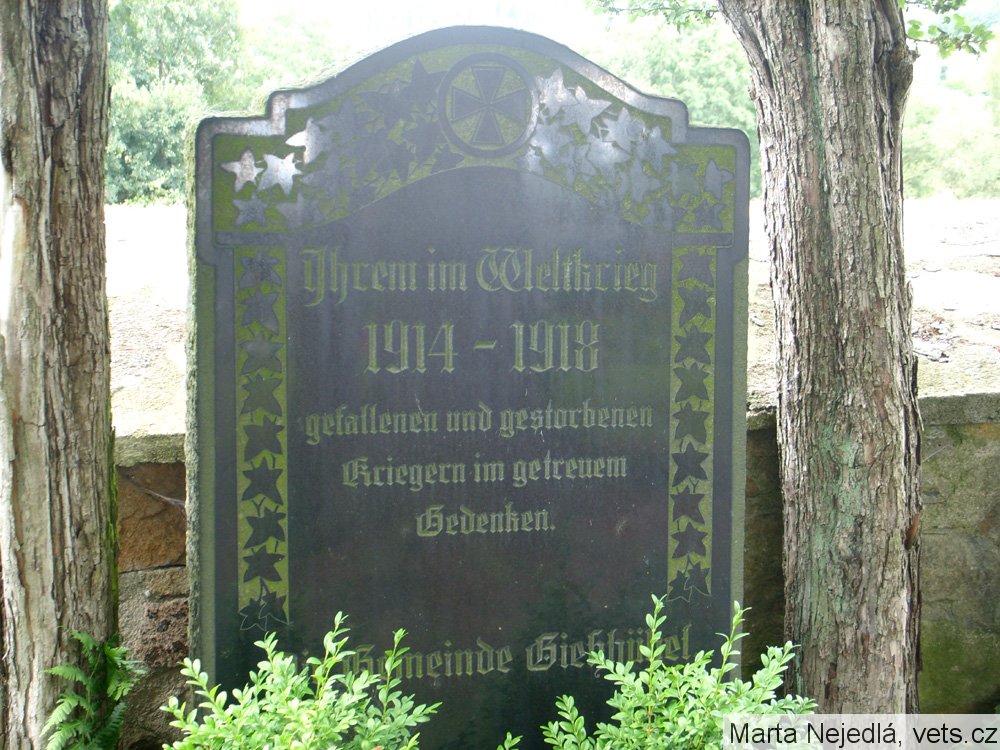 Ihrem im Weltkrieg
1914 - 1918
gefallenen und gestorbenen
Kriegern im getreuem
Gedenken.
Gemeinde Gießhübel
Marta Nejedlá, vets.cz